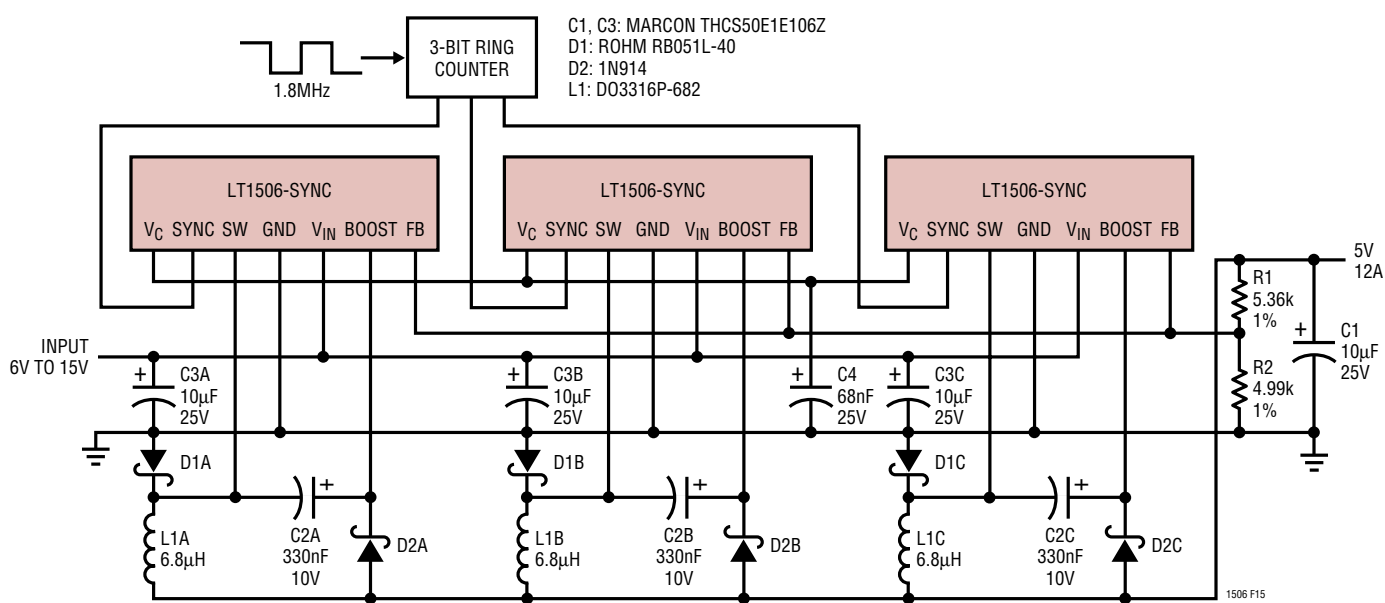 C1, C3: MARCON THCS50E1E106Z
D1: ROHM RB051L-40
D2: 1N914
L1: DO3316P-682
3-BIT RING
COUNTER
1.8MHz
LT1506-SYNC
VC SYNC SW GND VIN BOOST FB
LT1506-SYNC
VC SYNC SW GND VIN BOOST FB
LT1506-SYNC
VC SYNC SW GND VIN BOOST FB
5V
12A
R1
5.36k
1%
+
C1
10µF
25V
INPUT
6V TO 15V
+
C3A
10µF
25V
+
C3B
10µF
25V
+
C4
68nF
25V
+
C3C
10µF
25V
R2
4.99k
1%
D1A
D1B
D1C
+
C2A
330nF
10V
L1A
6.8µH
D2A
+
C2B
330nF
10V
L1B
6.8µH
D2B
+
C2C
330nF
10V
L1C
6.8µH
D2C
1506 F15